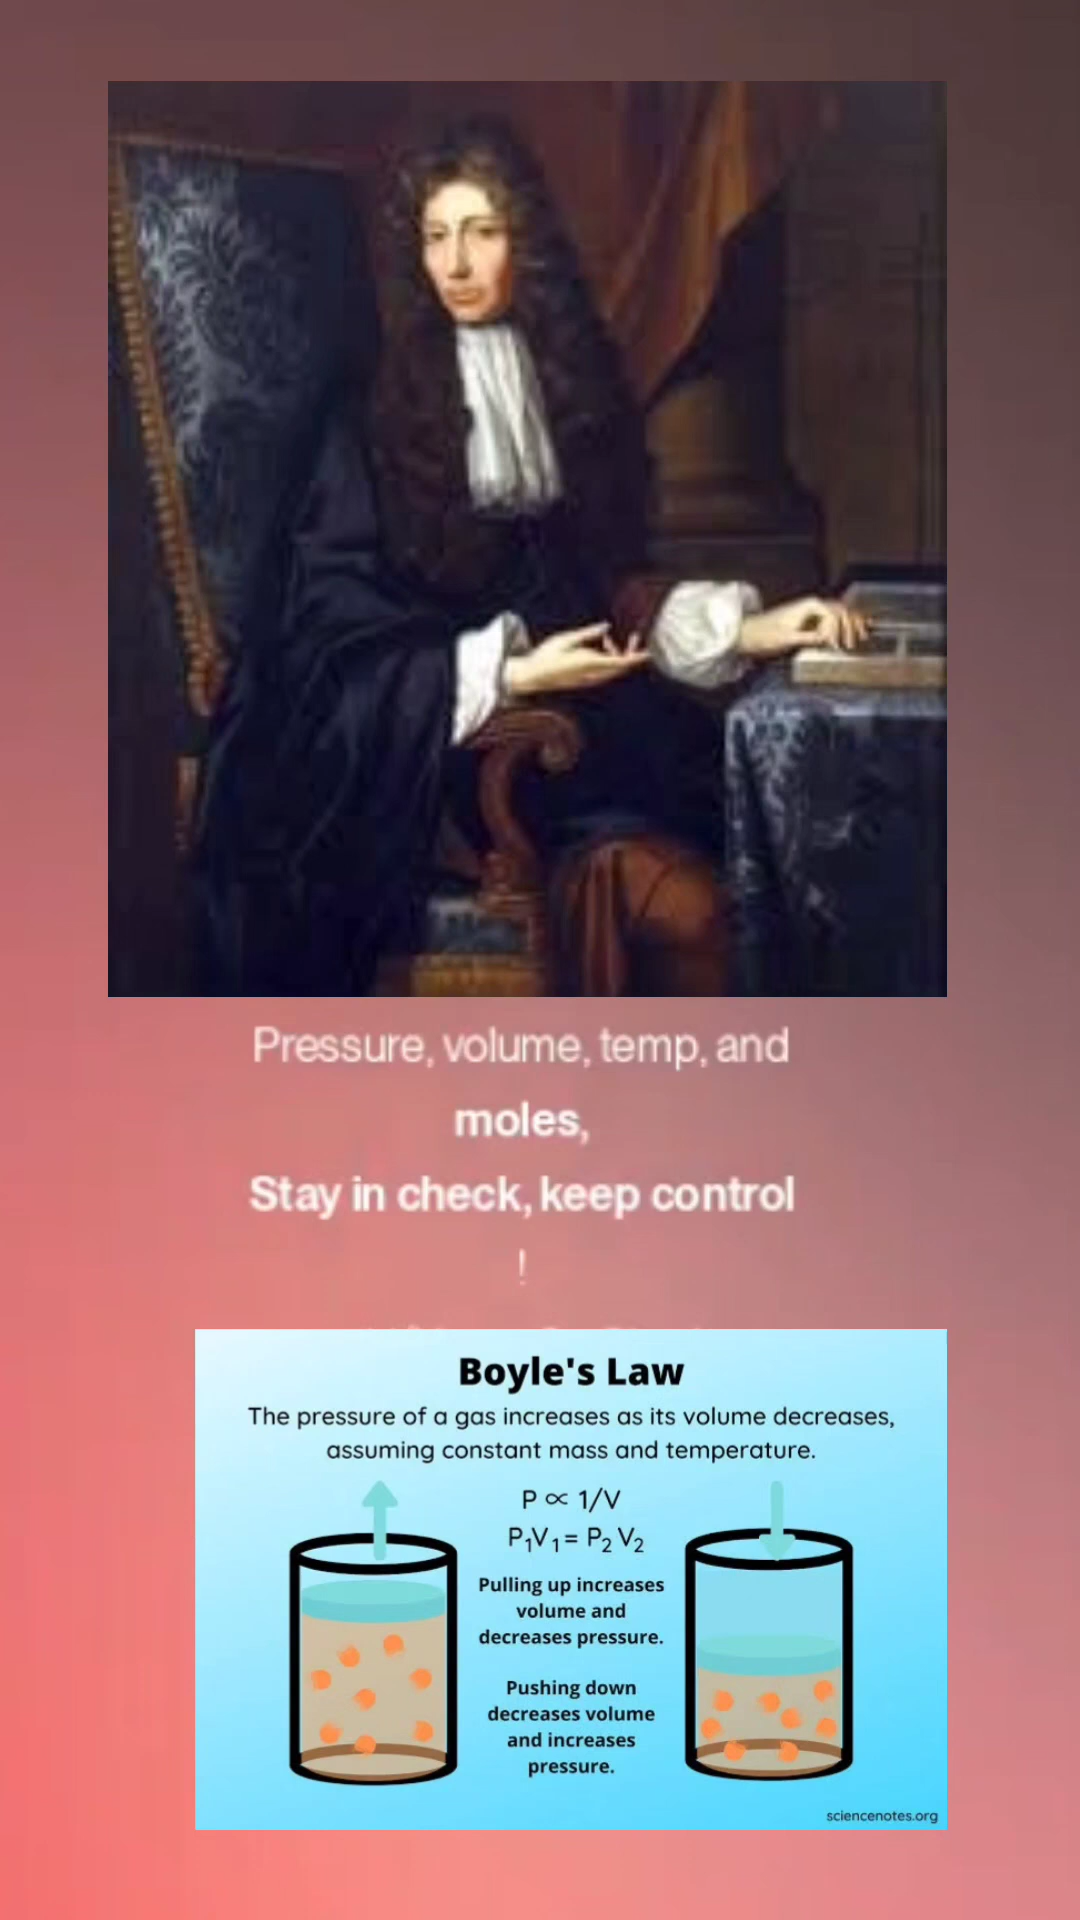 Pressure, volume, temp, and
moles,
Stay in check, keep control
!
Boyle's Law
The pressure of a gas increases as its volume decreases,
assuming constant mass and temperature.
P ∝ 1/V
P₁V₁= P₂ V₂
Pulling up increases
volume and
decreases pressure.
Pushing down
decreases volume
and increases
pressure.
sciencenotes.org